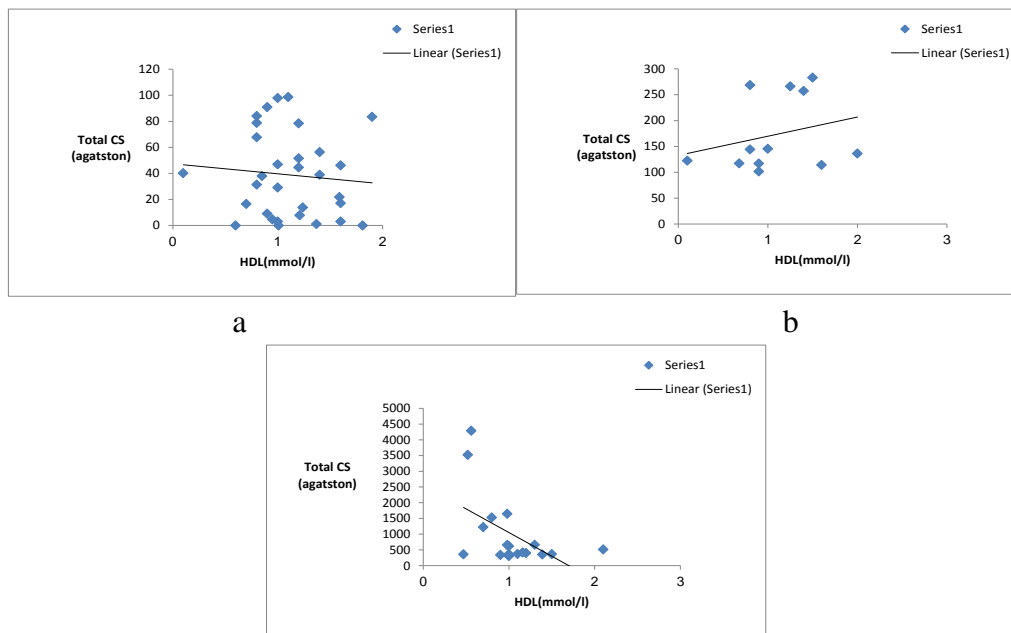 Series1
Linear (Series1)
120
100
80
60
40
20
0
Total CS
(agatston)
0 1 2
HDL(mmol/l)
Series1
Linear (Series1)
300
250
200
150
100
50
0
Total CS
(agatston)
0 1 2 3
HDL(mmol/l)
a b
Series1
Linear (Series1)
5000
4500
4000
3500
3000
2500
2000
1500
1000
500
0
Total CS
(agatston)
0 1 2 3
HDL(mmol/l)